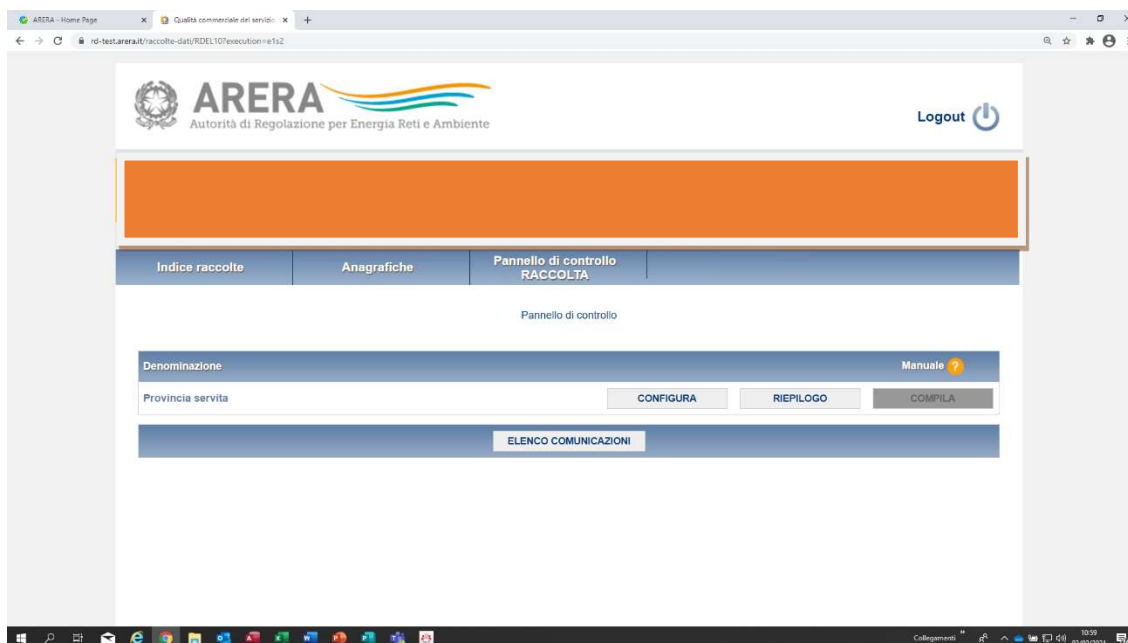 ARERA - Home Page
Qualità commerciale del servizio
rd-test.arera.it/raccolte-dati/RDEL10?execution=e1s2
ARERA
Autorità di Regolazione per Energia Reti e Ambiente
Logout
Indice raccolte
Anagrafiche
Pannello di controllo
RACCOLTA
Pannello di controllo
Denominazione
Manuale ?
Provincia servita
CONFIGURA
RIEPILOGO
COMPILA
ELENCO COMUNICAZIONI
Collegamenti
10:59